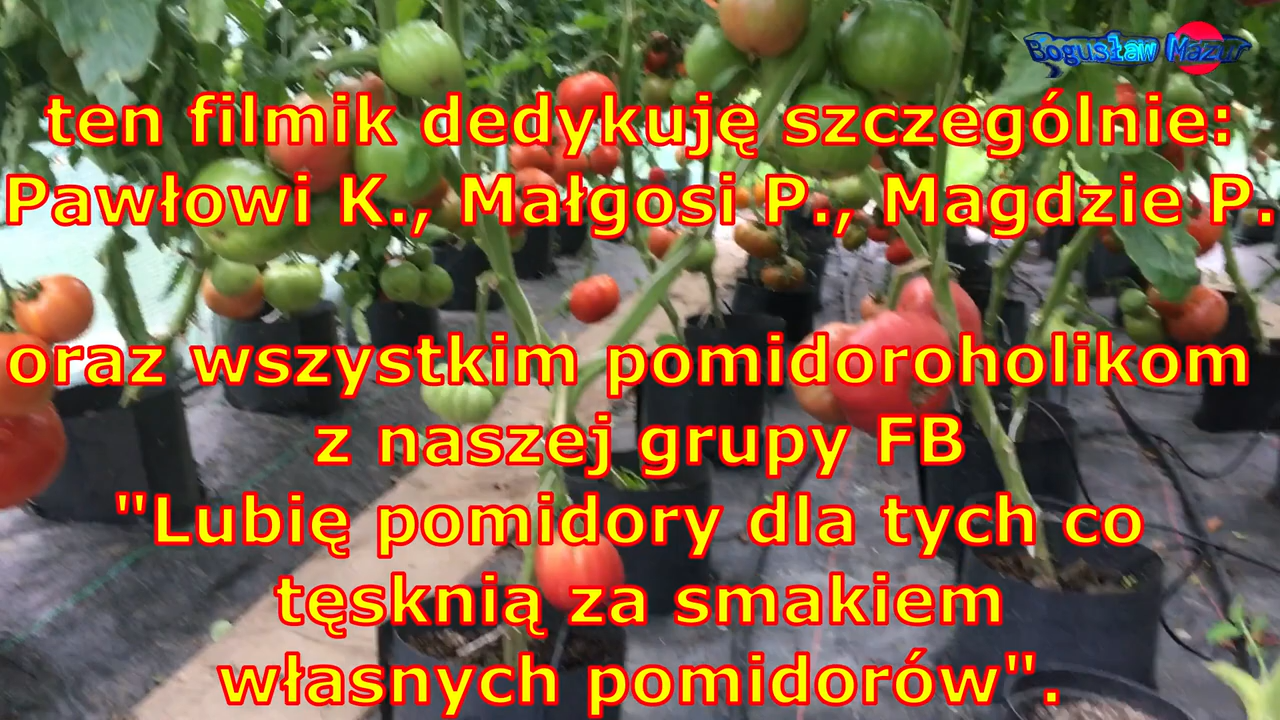 Bogusław Mazur
ten filmik dedykuję szczególnie:
Pawłowi K., Małgosi P., Magdzie P.
oraz wszystkim pomidoroholikom
z naszej grupy FB
"Lubię pomidory dla tych co
tęsknią za smakiem
własnych pomidorów".